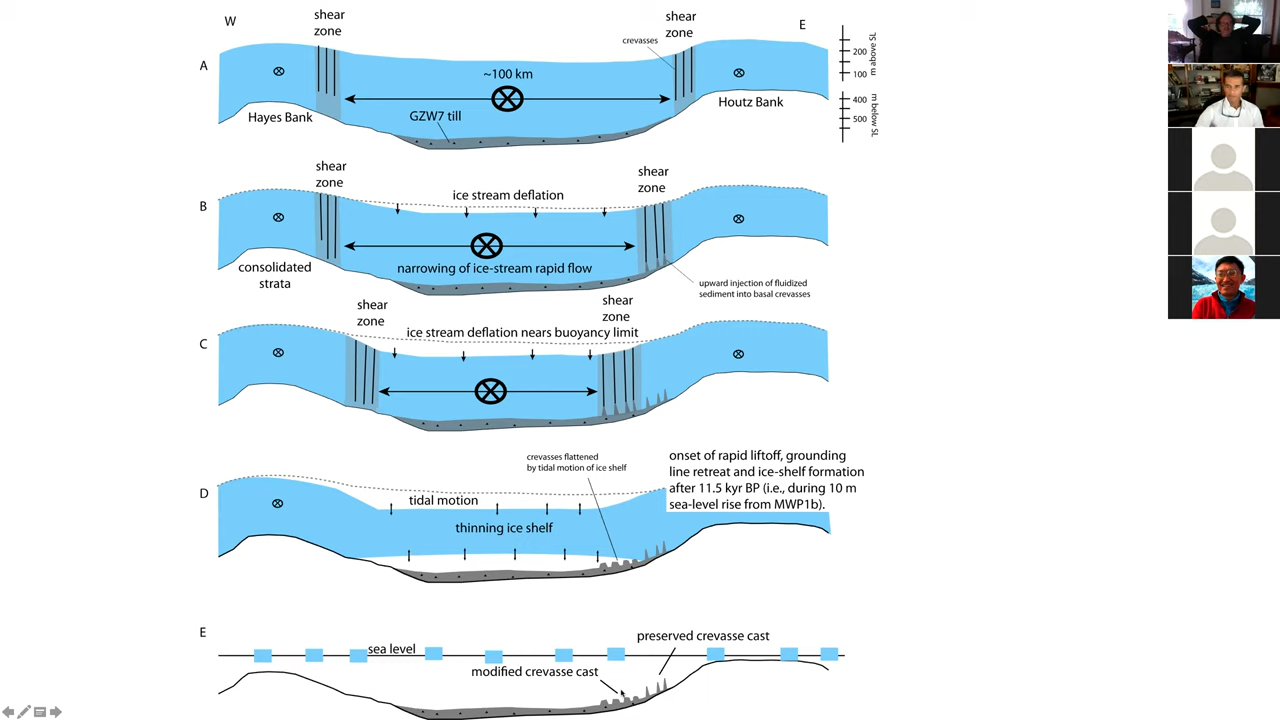 W
shear
zone
shear
zone
E
crevasses
A
~100 km
GZW7 till
Hayes Bank
Houtz Bank
200
100
m above SL
400
500
m below SL
shear
zone
shear
zone
B
ice stream deflation
narrowing of ice-stream rapid flow
consolidated
strata
upward injection of fluidized
sediment into basal crevasses
shear
zone
shear
zone
C
ice stream deflation nears buoyancy limit
crevasses flattened
by tidal motion of ice shelf
onset of rapid liftoff, grounding
line retreat and ice-shelf formation
after 11.5 kyr BP (i.e., during 10 m
sea-level rise from MWP1b).
D
tidal motion
thinning ice shelf
E
sea level
preserved crevasse cast
modified crevasse cast